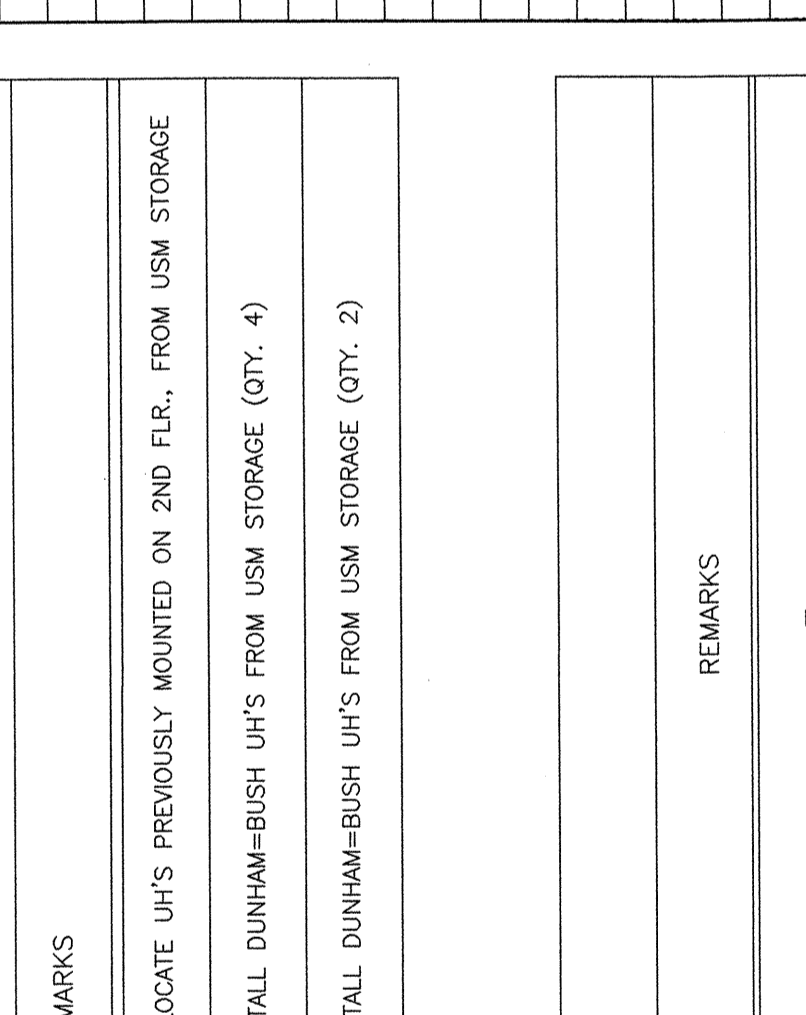 MARKS
LOCATE UH'S PREVIOUSLY MOUNTED ON 2ND FLR., FROM USM STORAGE
TALL DUNHAM=BUSH UH'S FROM USM STORAGE (QTY. 4)
TALL DUNHAM=BUSH UH'S FROM USM STORAGE (QTY. 2)
REMARKS